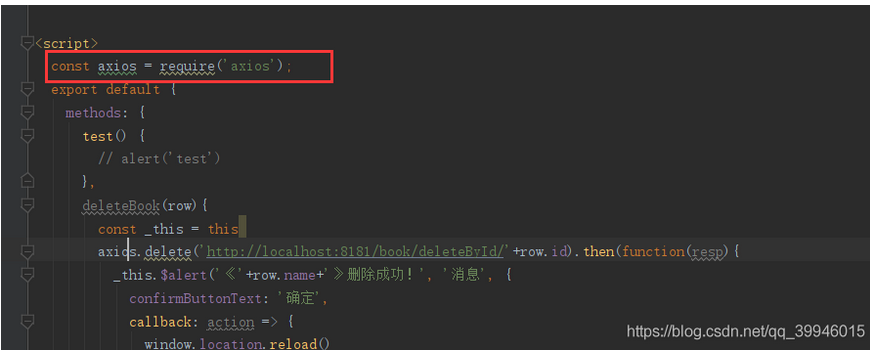 <script>
const axios = require('axios');
export default {
methods: {
test() {
// alert('test')
},
deleteBook(row){
const _this = this
axios.delete('http://localhost:8181/book/deleteById/'+row.id).then(function(resp){
_this.$alert('《'+row.name+'》删除成功！', '消息', {
confirmButtonText: '确定',
callback: action => {
window.location.reload()
https://blog.csdn.net/qq_39946015